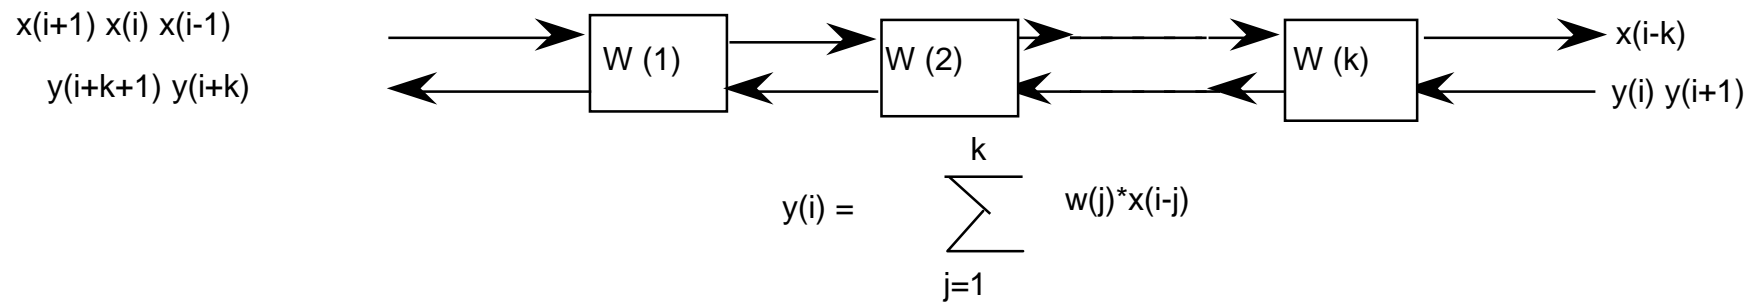 x(i+1) x(i) x(i-1)
W (1)
W (2)
W (k)
x(i-k)
y(i+k+1) y(i+k)
y(i) y(i+1)
k
y(i) = ∑ w(j)*x(i-j)
j=1